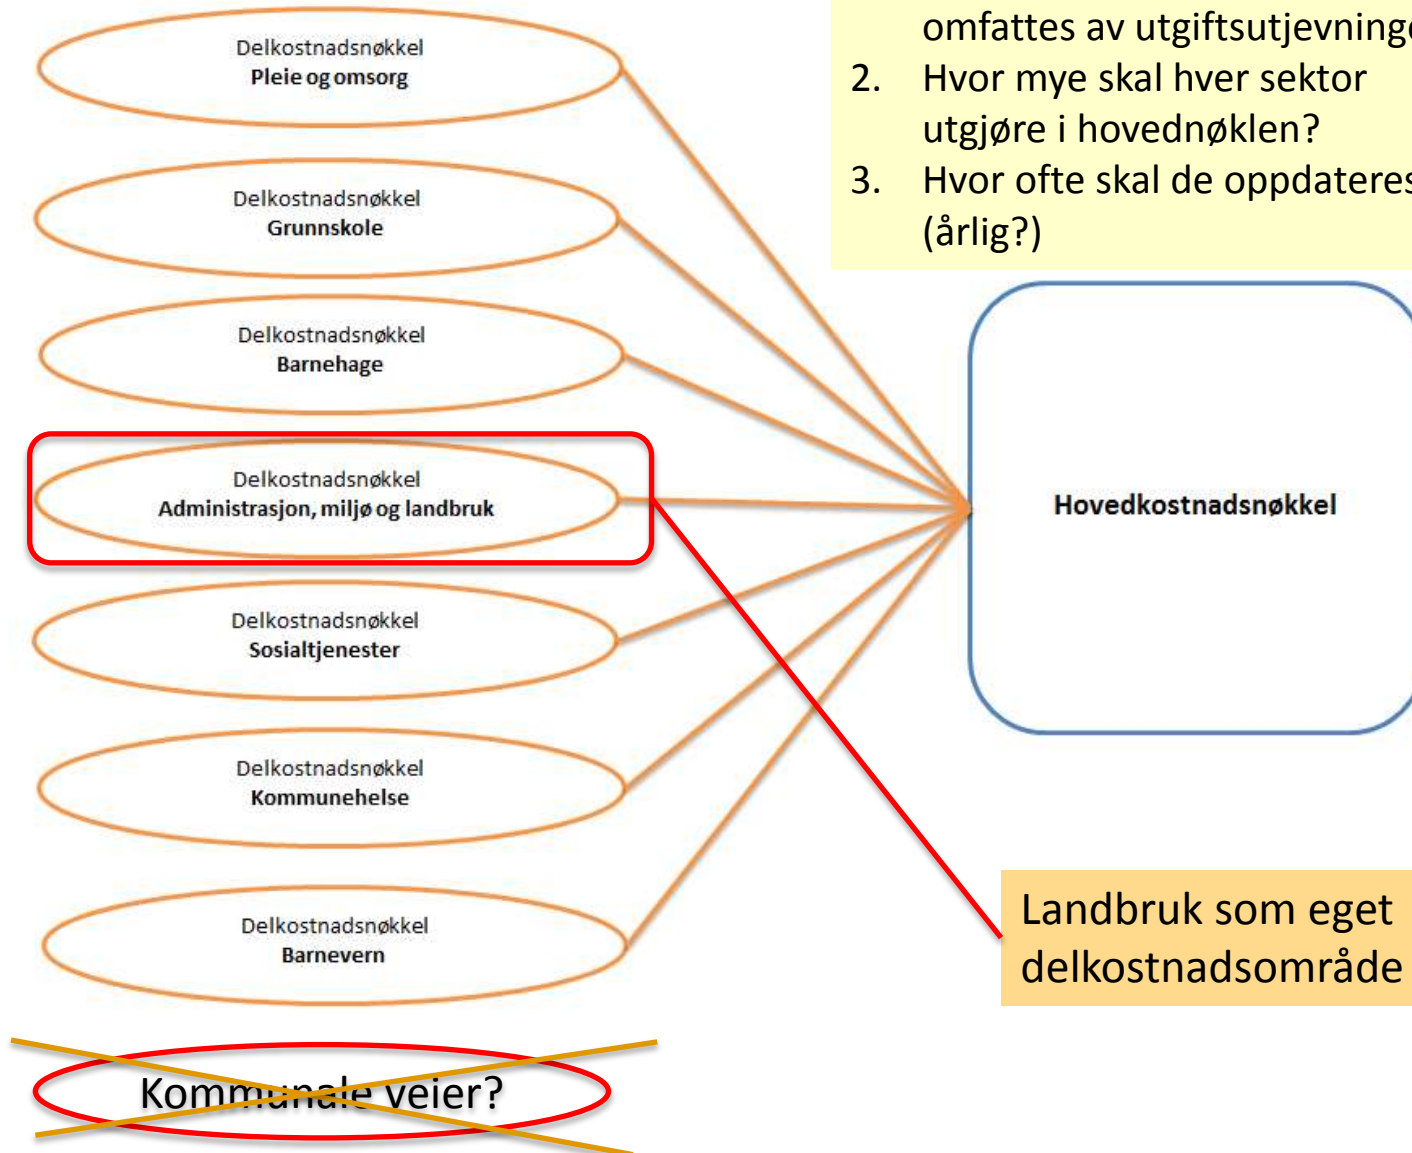 Delkostnadsnøkkel
Pleie og omsorg
omfattes av utgiftsutjevninge
2. Hvor mye skal hver sektor
utgjøre i hovednøklen?
3. Hvor ofte skal de oppdateres
(årlig?)
Delkostnadsnøkkel
Grunnskole
Delkostnadsnøkkel
Barnehage
Delkostnadsnøkkel
Administrasjon, miljø og landbruk
Hovedkostnadsnøkkel
Delkostnadsnøkkel
Sosialtjenester
Delkostnadsnøkkel
Kommunehelse
Delkostnadsnøkkel
Barnevern
Landbruk som eget
delkostnadsområde
Kommunale veier?